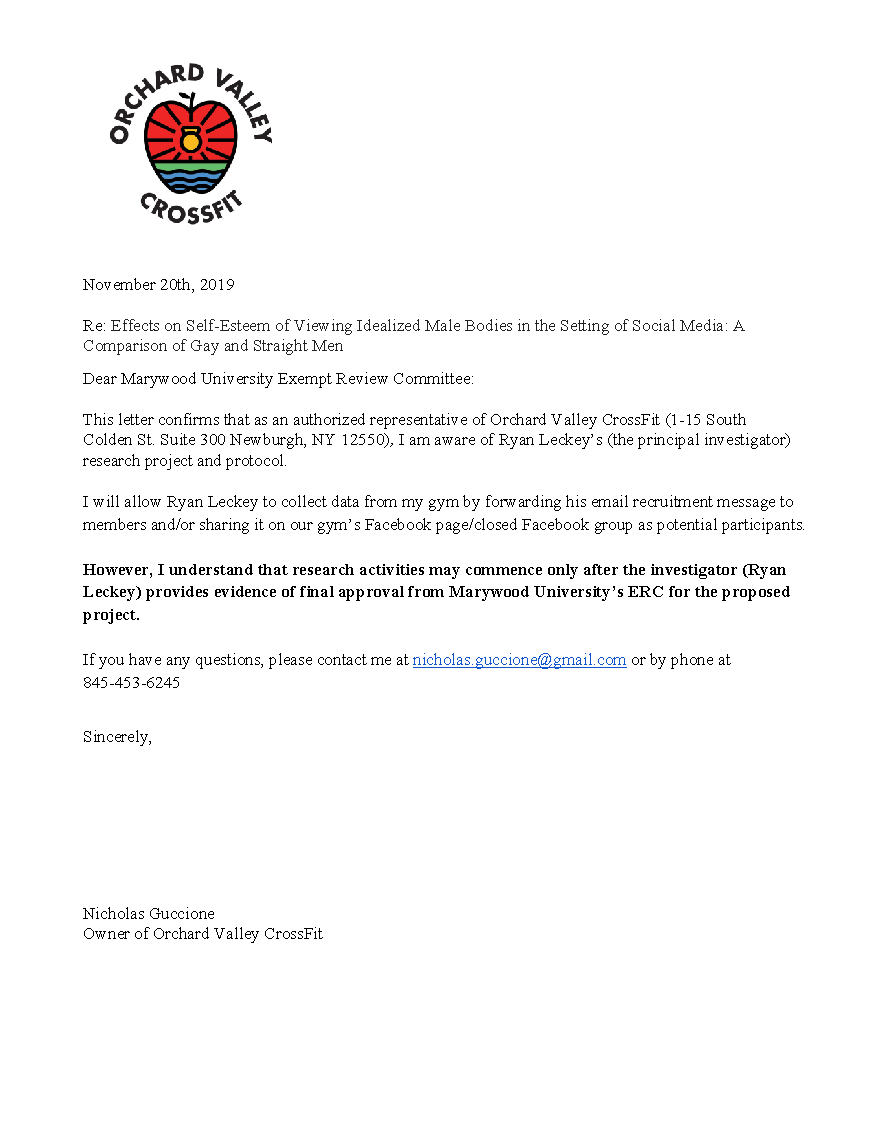 ORCHARD VALLEY
CROSSFIT
November 20th, 2019
Re: Effects on Self-Esteem of Viewing Idealized Male Bodies in the Setting of Social Media: A
Comparison of Gay and Straight Men
Dear Marywood University Exempt Review Committee:
This letter confirms that as an authorized representative of Orchard Valley CrossFit (1-15 South
Colden St. Suite 300 Newburgh, NY 12550), I am aware of Ryan Leckey’s (the principal investigator)
research project and protocol.
I will allow Ryan Leckey to collect data from my gym by forwarding his email recruitment message to
members and/or sharing it on our gym’s Facebook page/closed Facebook group as potential participants.
However, I understand that research activities may commence only after the investigator (Ryan
Leckey) provides evidence of final approval from Marywood University’s ERC for the proposed
project.
If you have any questions, please contact me at nicholas.guccione@gmail.com or by phone at
845-453-6245
Sincerely,
Nicholas Guccione
Owner of Orchard Valley CrossFit